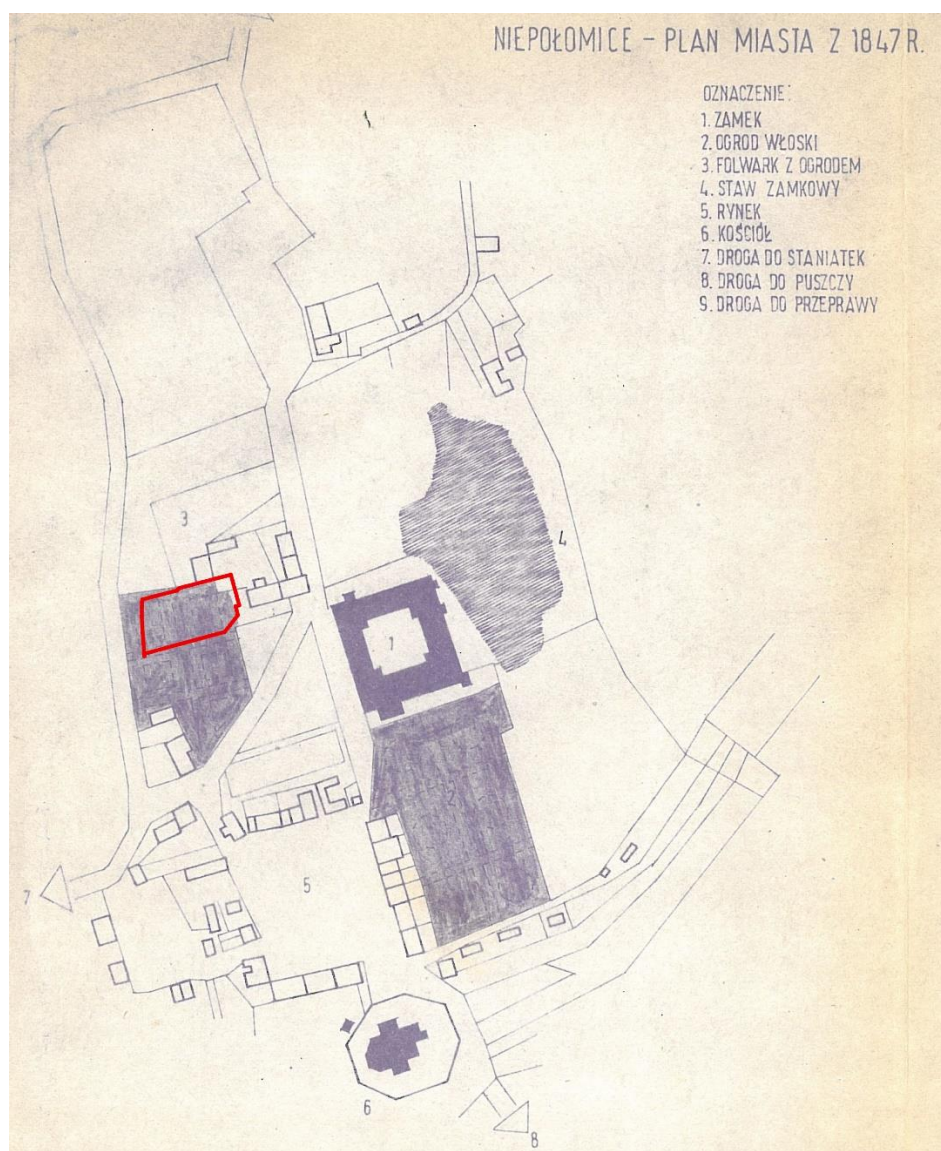 NIEPOŁOMICE - PLAN MIASTA Z 1847 R.
OZNACZENIE:
1. ZAMEK
2. OGROD WŁOSKI
3. FOLWARK Z OGRODEM
4. STAW ZAMKOWY
5. RYNEK
6. KOŚCIÓŁ
7. DROGA DO STANIATEK
8. DROGA DO PUSZCZY
9. DROGA DO PRZEPRAWY
3
4
1
2
5
7
6
8